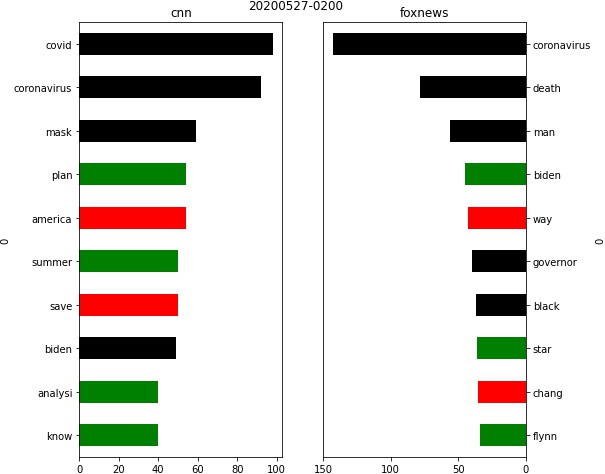 20200527-0200
cnn
foxnews
covid
coronavirus
mask
plan
america
summer
save
biden
analysi
know
0
0 20 40 60 80 100
coronavirus
death
man
biden
way
governor
black
star
chang
flynn
0
150 100 50 0